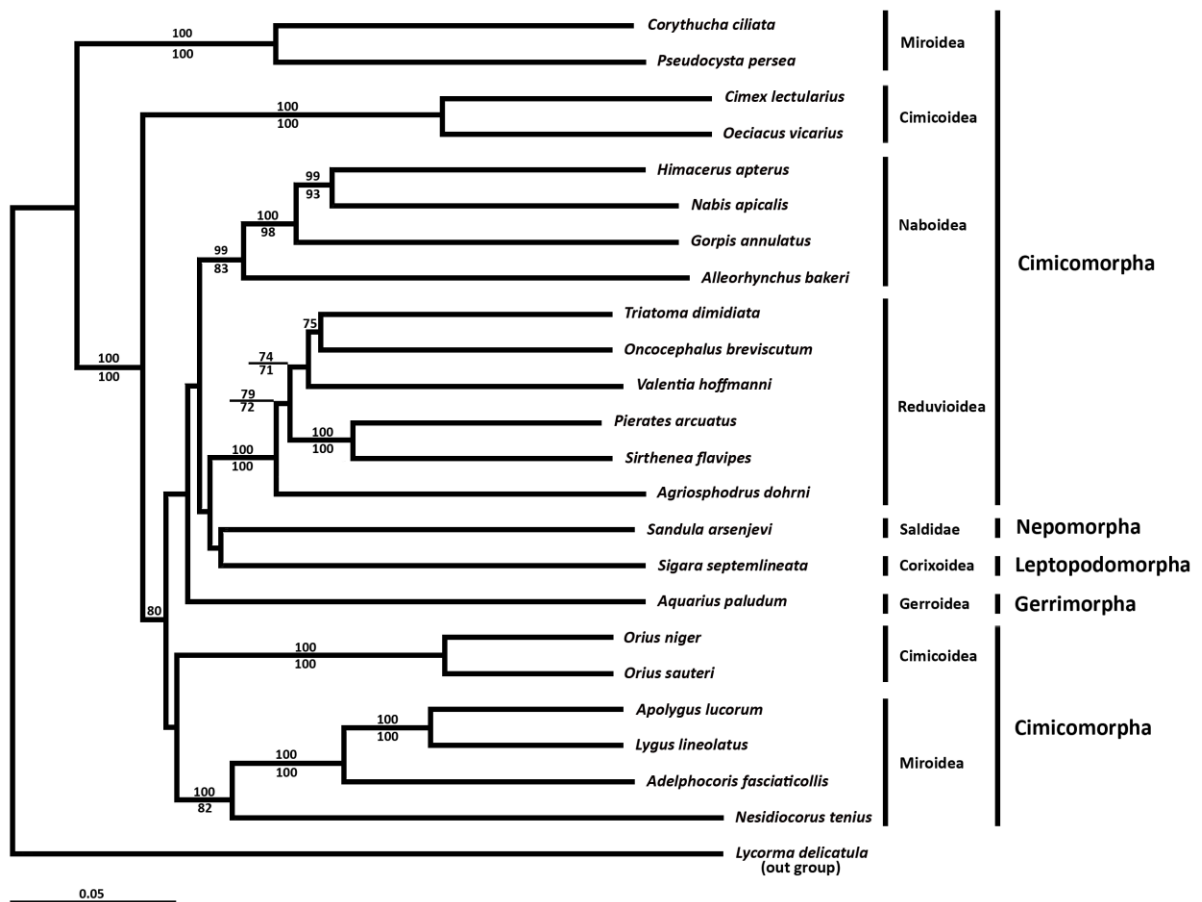 100
100
Corythucha ciliata
Pseudocysta persea
Miroidea
100
100
Cimex lectularius
Oeciacus vicarius
Cimicoidea
99
93
100
98
99
83
Himacerus apterus
Nabis apicalis
Gorpis annulatus
Alleorhynchus bakeri
Naboidea
Cimicomorpha
100
100
75
74
71
79
72
100
100
100
100
Triatoma dimidiata
Oncocephalus breviscutum
Valentia hoffmanni
Pierates arcuatus
Sirthenea flavipes
Agriosphodrus dohrni
Reduvioidea
Sandula arsenjevi
Saldidae
Nepomorpha
Sigara septemlineata
Corixoidea
Leptopodomorpha
Aquarius paludum
Gerroidea
Gerrimorpha
80
100
100
Orius niger
Orius sauteri
Cimicoidea
100
100
100
100
100
82
Apolygus lucorum
Lygus lineolatus
Adelphocoris fasciaticollis
Nesidiocorus tenius
Miroidea
Cimicomorpha
Lycorma delicatula
(out group)
0.05